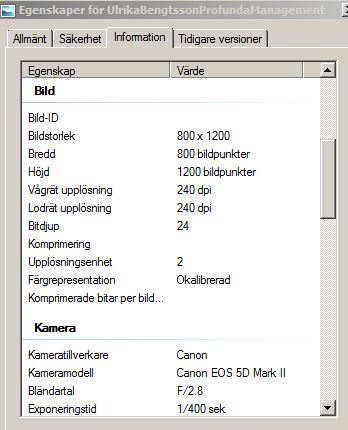 Egenskaper för UlrikaBengtssonProfundaManagement
Allmänt Säkerhet Information Tidigare versioner
Egenskap Värde
Bild
Bild-ID
Bildstorlek 800 x 1200
Bredd 800 bildpunkter
Höjd 1200 bildpunkter
Vågrät upplösning 240 dpi
Lodrät upplösning 240 dpi
Bitdjup 24
Komprimering
Upplösningsenhet 2
Färgrepresentation Okalibrerad
Komprimerade bitar per bild...
Kamera
Kameratillverkare Canon
Kameramodell Canon EOS 5D Mark II
Bländartal F/2.8
Exponeringstid 1/400 sek